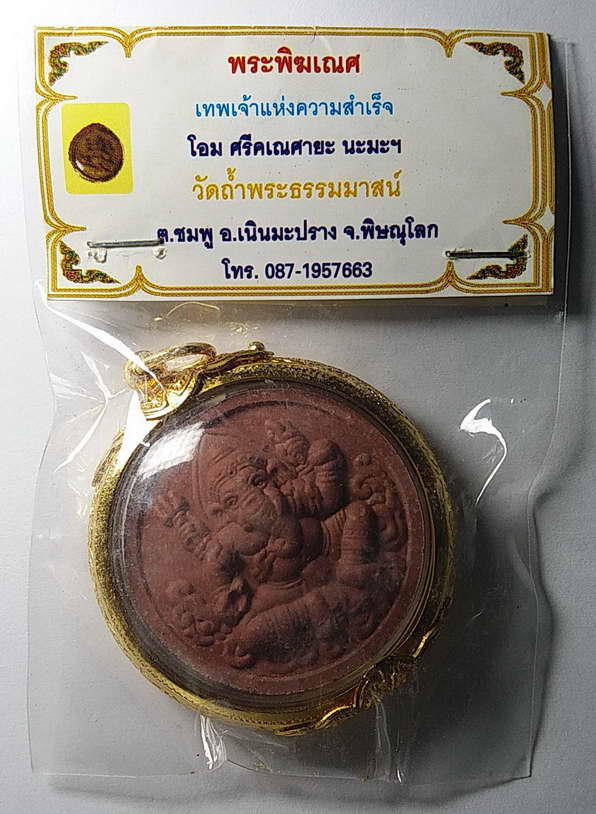 พระพิฆเณศ
เทพเจ้าแห่งความสำเร็จ
โอม ศรีคเณศายะ นะมะฯ
วัดถ้ำพระธรรมมาสน์
ต.ชมพู อ.เนินมะปราง จ.พิษณุโลก
โทร. 087-1957663